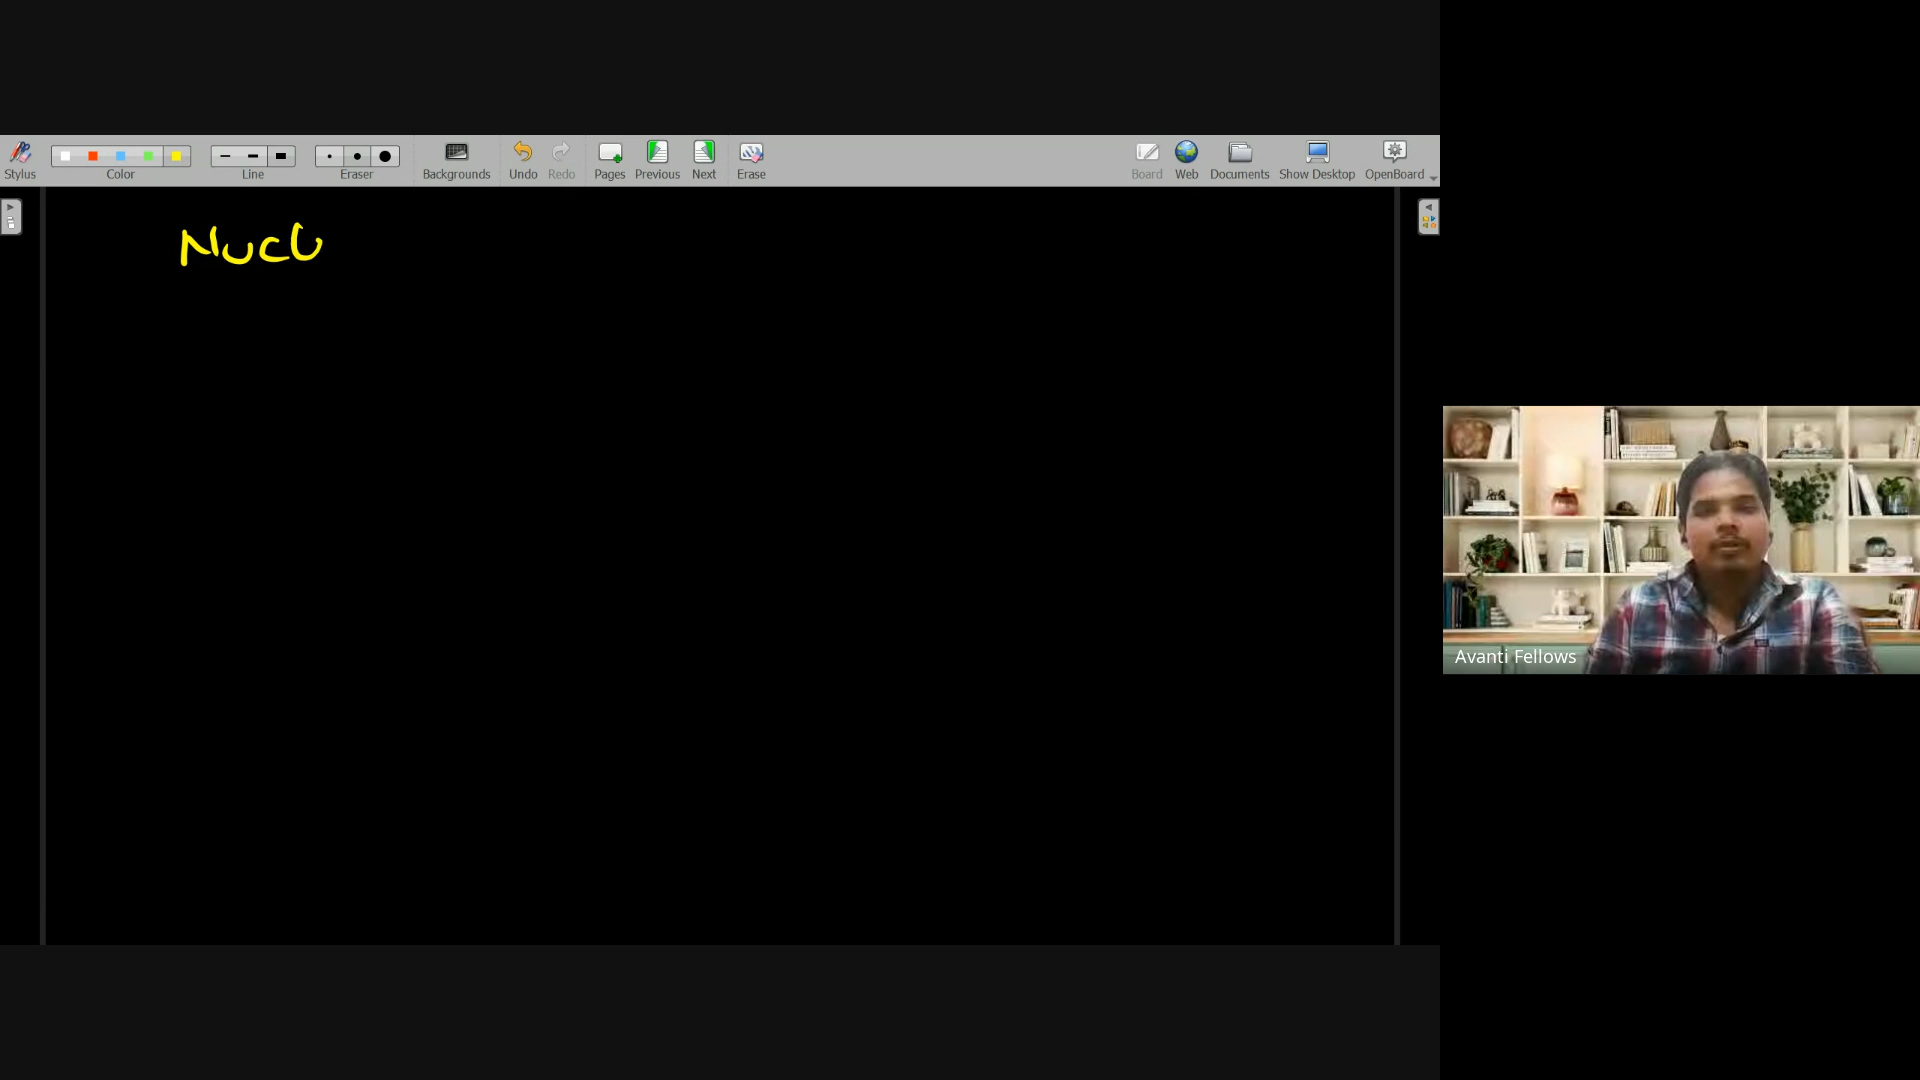 Stylus Color Line Eraser Backgrounds Undo Redo Pages Previous Next Erase Board Web Documents Show Desktop OpenBoard
Nucl
Avanti Fellows